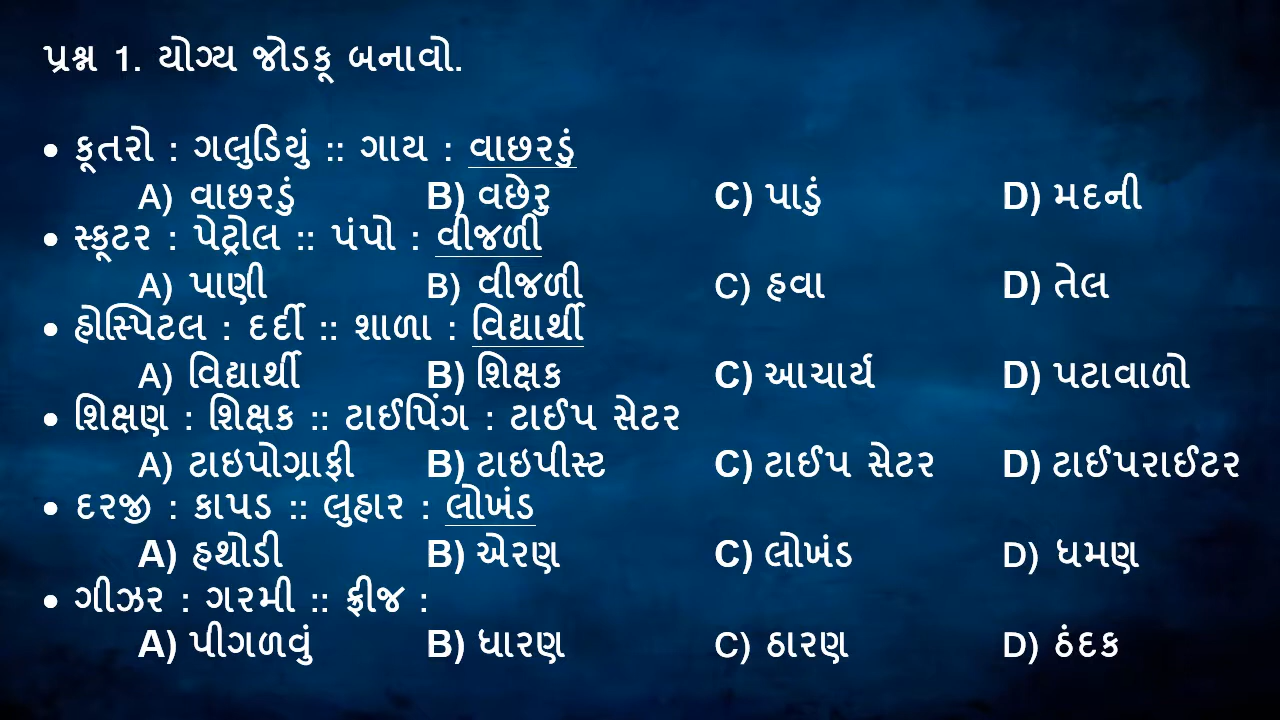 પ્રશ્ન 1. યોગ્ય જોડકૂ બનાવો.
• કૂતરો : ગલુડિયું :: ગાય : વાછરડું
A) વાછરડું B) વછેરુ C) પાડું D) મદની
• સ્કૂટર : પેટ્રોલ :: પંપો : વીજળી
A) પાણી B) વીજળી C) હવા D) તેલ
• હોસ્પિટલ : દર્દી :: શાળા : વિદ્યાર્થી
A) વિદ્યાર્થી B) શિક્ષક C) આચાર્ય D) પટાવાળો
• શિક્ષણ : શિક્ષક :: ટાઈપિંગ : ટાઈપ સેટર
A) ટાઇપોગ્રાફી B) ટાઇપીસ્ટ C) ટાઈપ સેટર D) ટાઈપરાઈટર
• દરજી : કાપડ :: લુહાર : લોખંડ
A) હથોડી B) એરણ C) લોખંડ D) ધમણ
• ગીઝર : ગરમી :: ફ્રીજ :
A) પીગળવું B) ધારણ C) ઠારણ D) ઠંદક